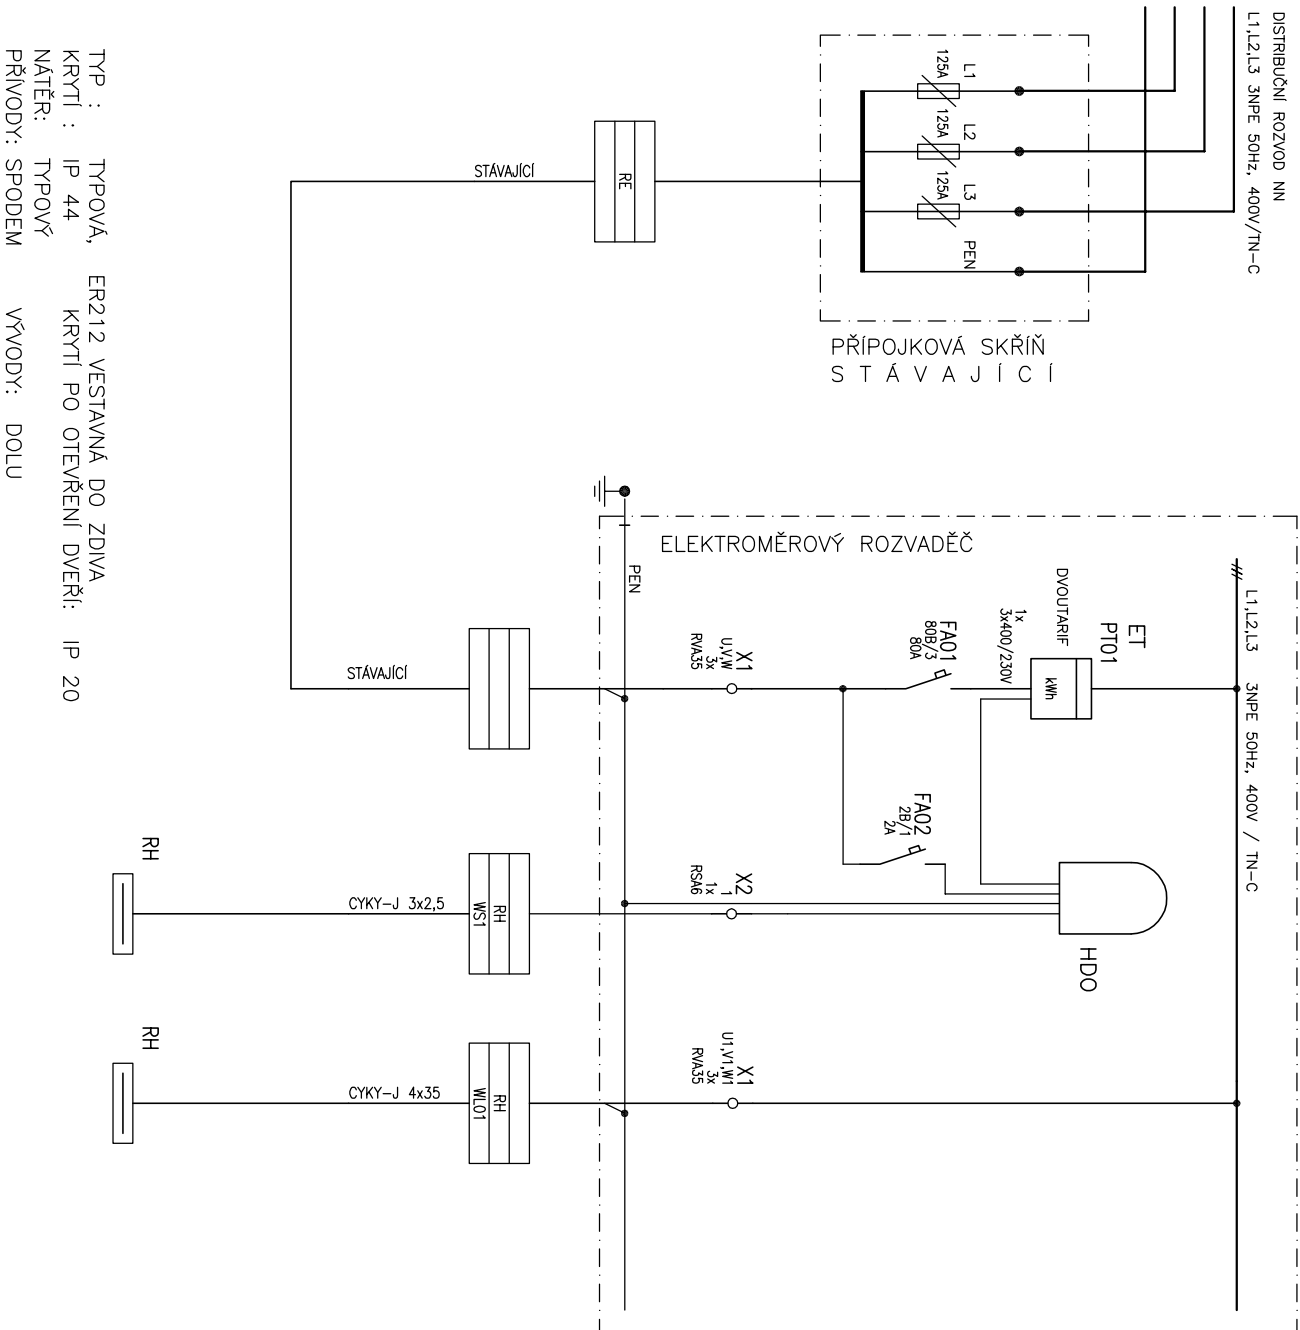 DISTRIBUČNÍ ROZVOD NN
L1,L2,L3 3NPE 50Hz, 400V/TN-C
L1
125A
L2
125A
L3
125A
PEN
PŘÍPOJKOVÁ SKŘÍŇ
STÁVAJÍCÍ
RE
STÁVAJÍCÍ
ELEKTROMĚROVÝ ROZVADĚČ
L1,L2,L3 3NPE 50Hz, 400V / TN-C
ET
PT01
DVOUTARIF
kWh
1x
3x400/230V
FA01
80B/3
80A
FA02
2B/1
2A
HDO
PEN
X1
U,V,W
3x
RVA35
X2
1
1x
RSA6
X1
U1,V1,W1
3x
RVA35
STÁVAJÍCÍ
RH
WS1
CYKY-J 3x2,5
RH
RH
WL01
CYKY-J 4x35
RH
TYP : TYPOVÁ, ER212 VESTAVNÁ DO ZDIVA
KRYTÍ : IP 44 KRYTÍ PO OTEVŘENÍ DVEŘÍ: IP 20
NÁTĚR: TYPOVÝ
PŘÍVODY: SPODEM VÝVODY: DOLU